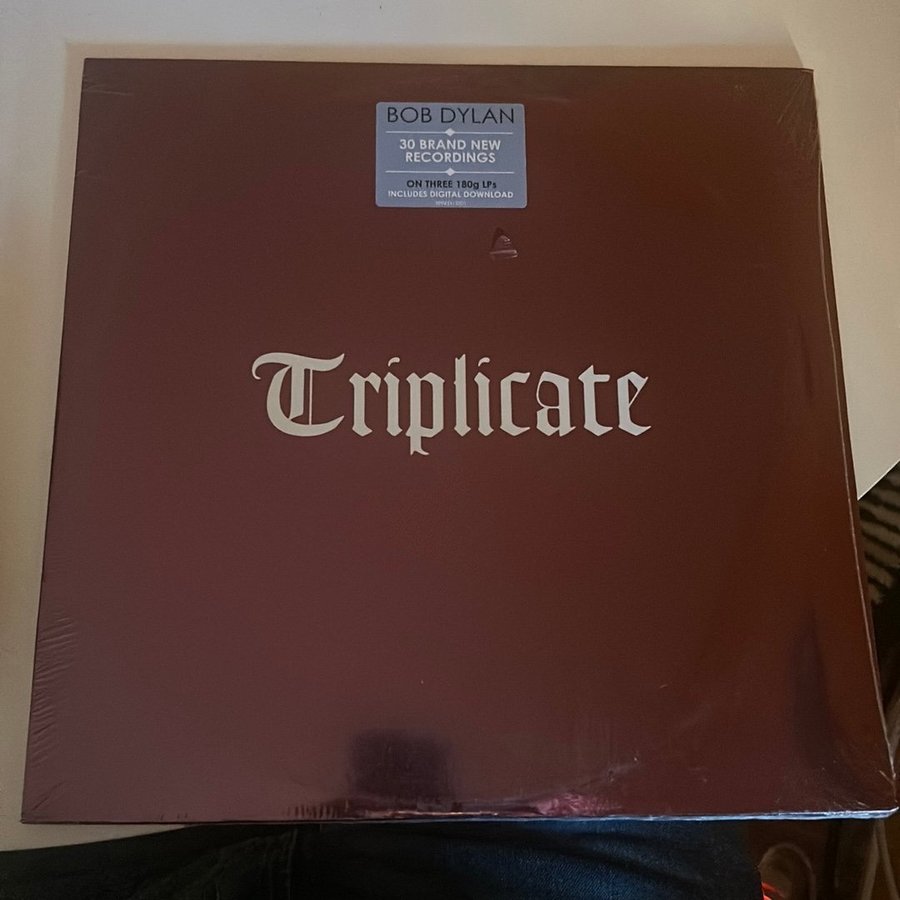 BOB DYLAN
30 BRAND NEW
RECORDINGS
ON THREE 180g LPs
INCLUDES DIGITAL DOWNLOAD
Triplicate